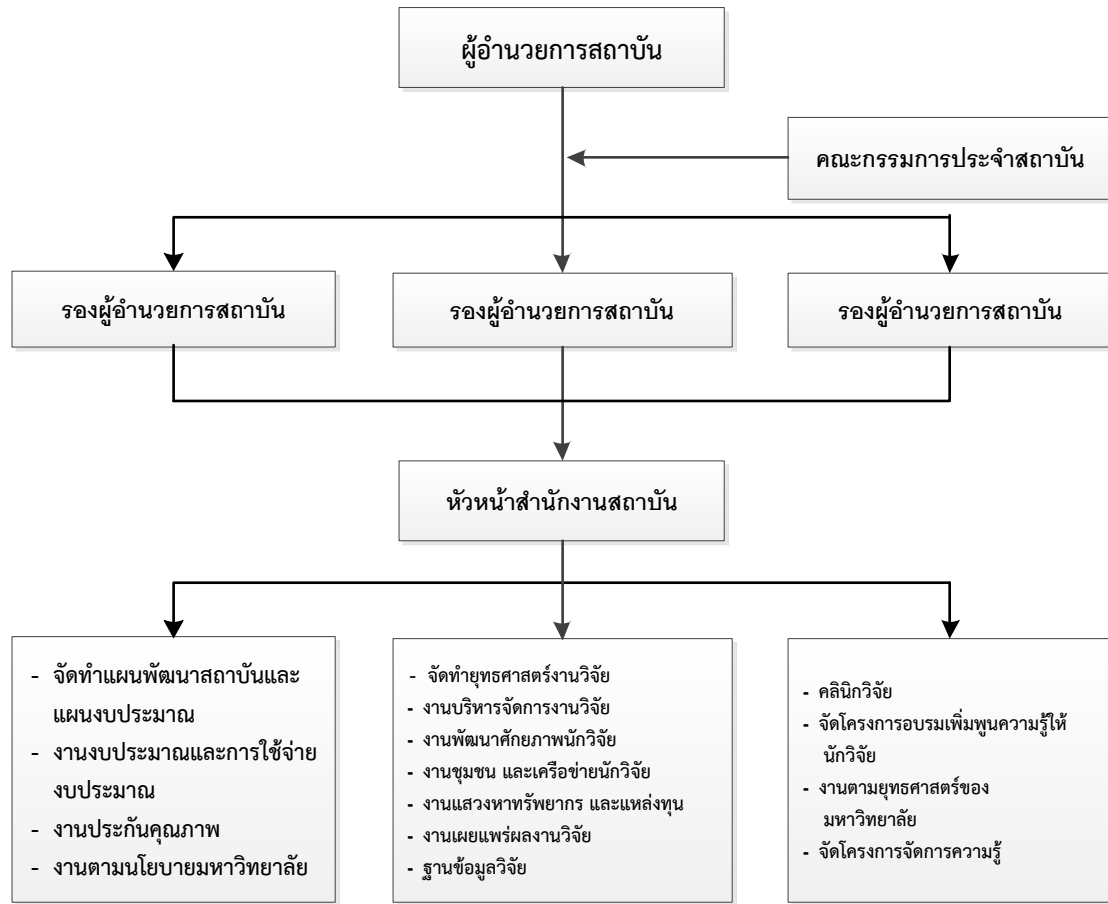 ผู้อำนวยการสถาบัน
คณะกรรมการประจำสถาบัน
รองผู้อำนวยการสถาบัน
รองผู้อำนวยการสถาบัน
รองผู้อำนวยการสถาบัน
หัวหน้าสำนักงานสถาบัน
- จัดทำแผนพัฒนาสถาบันและ
แผนงบประมาณ
- งานงบประมาณและการใช้จ่าย
งบประมาณ
- งานประกันคุณภาพ
- งานตามนโยบายมหาวิทยาลัย
- จัดทำยุทธศาสตร์งานวิจัย
- งานบริหารจัดการงานวิจัย
- งานพัฒนาศักยภาพนักวิจัย
- งานชุมชน และเครือข่ายนักวิจัย
- งานแสวงหาทรัพยากร และแหล่งทุน
- งานเผยแพร่ผลงานวิจัย
- ฐานข้อมูลวิจัย
- คลินิกวิจัย
- จัดโครงการอบรมเพิ่มพูนความรู้ให้
นักวิจัย
- งานตามยุทธศาสตร์ของ
มหาวิทยาลัย
- จัดโครงการจัดการความรู้